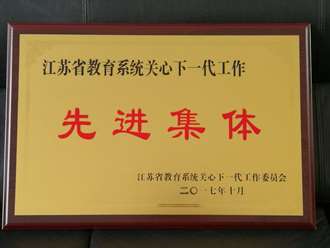 江苏省教育系统关心下一代工作
先进集体
江苏省教育系统关心下一代工作委员会
二〇一七年十月